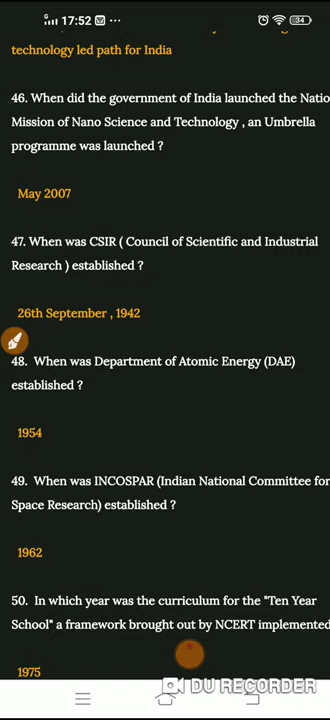 17:52
34
technology led path for India
46. When did the government of India launched the Natio
Mission of Nano Science and Technology , an Umbrella
programme was launched ?
May 2007
47. When was CSIR ( Council of Scientific and Industrial
Research ) established ?
26th September , 1942
48. When was Department of Atomic Energy (DAE)
established ?
1954
49. When was INCOSPAR (Indian National Committee for
Space Research) established ?
1962
50. In which year was the curriculum for the "Ten Year
School" a framework brought out by NCERT implemented
1975
DU RECORDER